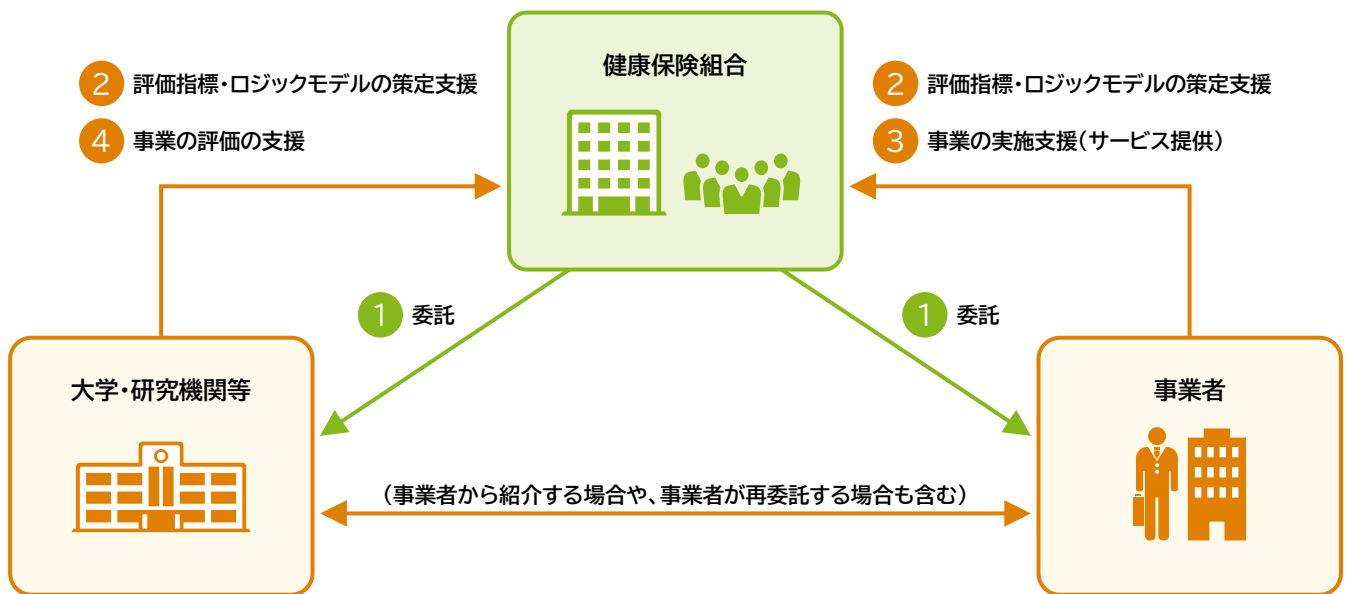 健康保険組合
2 評価指標・ロジックモデルの策定支援
4 事業の評価の支援
2 評価指標・ロジックモデルの策定支援
3 事業の実施支援(サービス提供)
1 委託
1 委託
大学・研究機関等
事業者
(事業者から紹介する場合や、事業者が再委託する場合も含む)